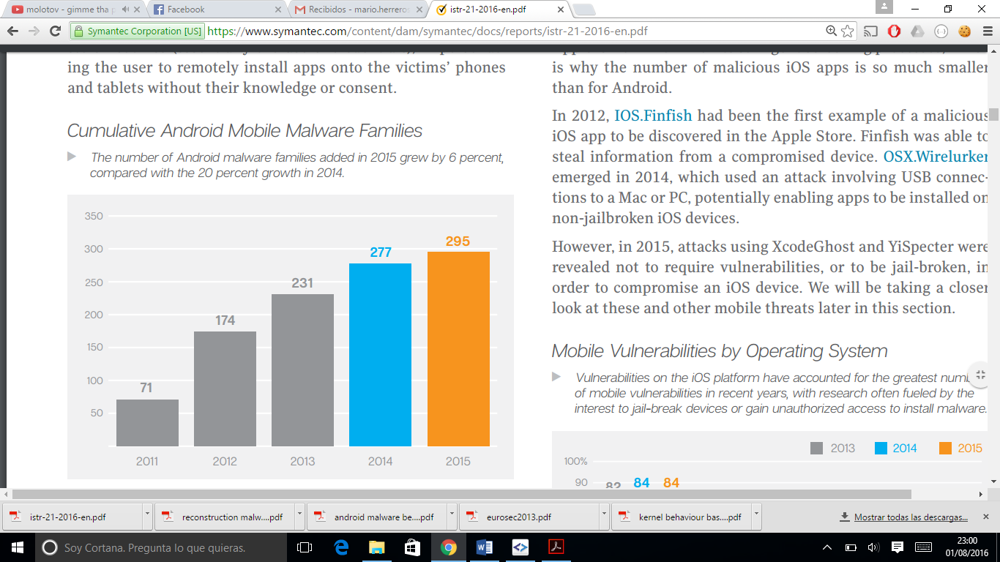 molotov - gimme tha p
Facebook
Recibidos - mario.herreros
istr-21-2016-en.pdf
Symantec Corporation [US]
https://www.symantec.com/content/dam/symantec/docs/reports/istr-21-2016-en.pdf
ing the user to remotely install apps onto the victims’ phones
and tablets without their knowledge or consent.
Cumulative Android Mobile Malware Families
The number of Android malware families added in 2015 grew by 6 percent,
compared with the 20 percent growth in 2014.
350
300
250
200
150
100
50
71
174
231
277
295
2011
2012
2013
2014
2015
is why the number of malicious iOS apps is so much smaller
than for Android.
In 2012, IOS.Finfish had been the first example of a malicious
iOS app to be discovered in the Apple Store. Finfish was able to
steal information from a compromised device. OSX.Wirelurker
emerged in 2014, which used an attack involving USB connec-
tions to a Mac or PC, potentially enabling apps to be installed on
non-jailbroken iOS devices.
However, in 2015, attacks using XcodeGhost and YiSpecter were
revealed not to require vulnerabilities, or to be jail-broken, in
order to compromise an iOS device. We will be taking a closer
look at these and other mobile threats later in this section.
Mobile Vulnerabilities by Operating System
Vulnerabilities on the iOS platform have accounted for the greatest num
of mobile vulnerabilities in recent years, with research often fueled by the
interest to jail-break devices or gain unauthorized access to install malware.
2013
2014
2015
100%
90
82
84
84
istr-21-2016-en.pdf
reconstruction malw....pdf
android malware be....pdf
eurosec2013.pdf
kernel behaviour bas....pdf
Mostrar todas las descargas...
Soy Cortana. Pregunta lo que quieras.
23:00
01/08/2016